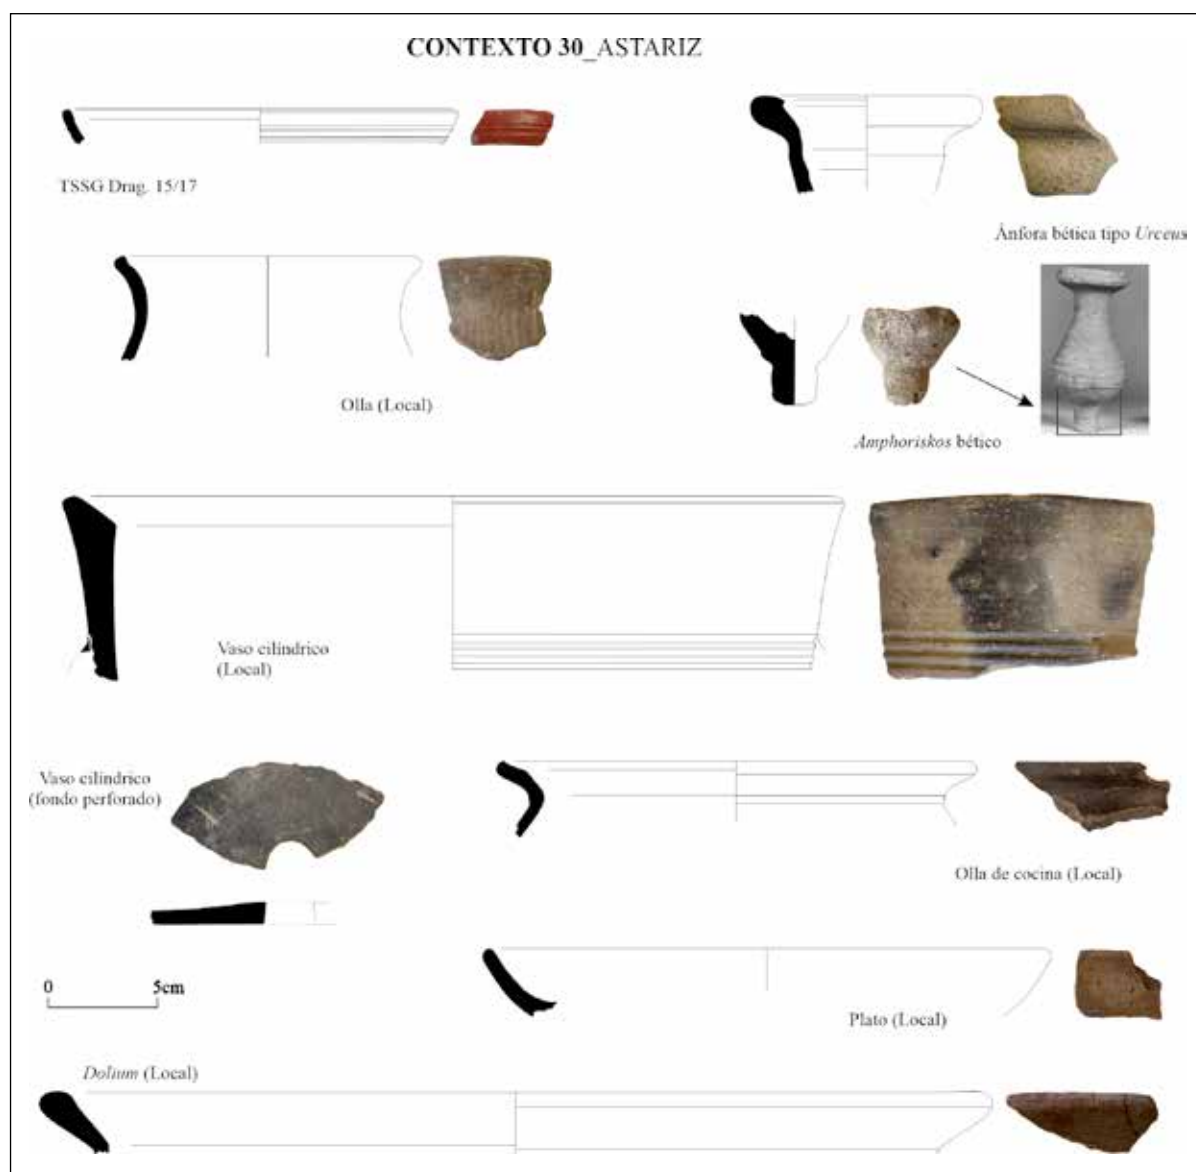 CONTEXTO 30_ASTARIZ
TSSG Drag. 15/17
Ánfora bética tipo Urceus
Olla (Local)
Amphoriskos bético
Vaso cilíndrico
(Local)
Vaso cilíndrico
(fondo perforado)
Olla de cocina (Local)
0 5cm
Plato (Local)
Dolium (Local)